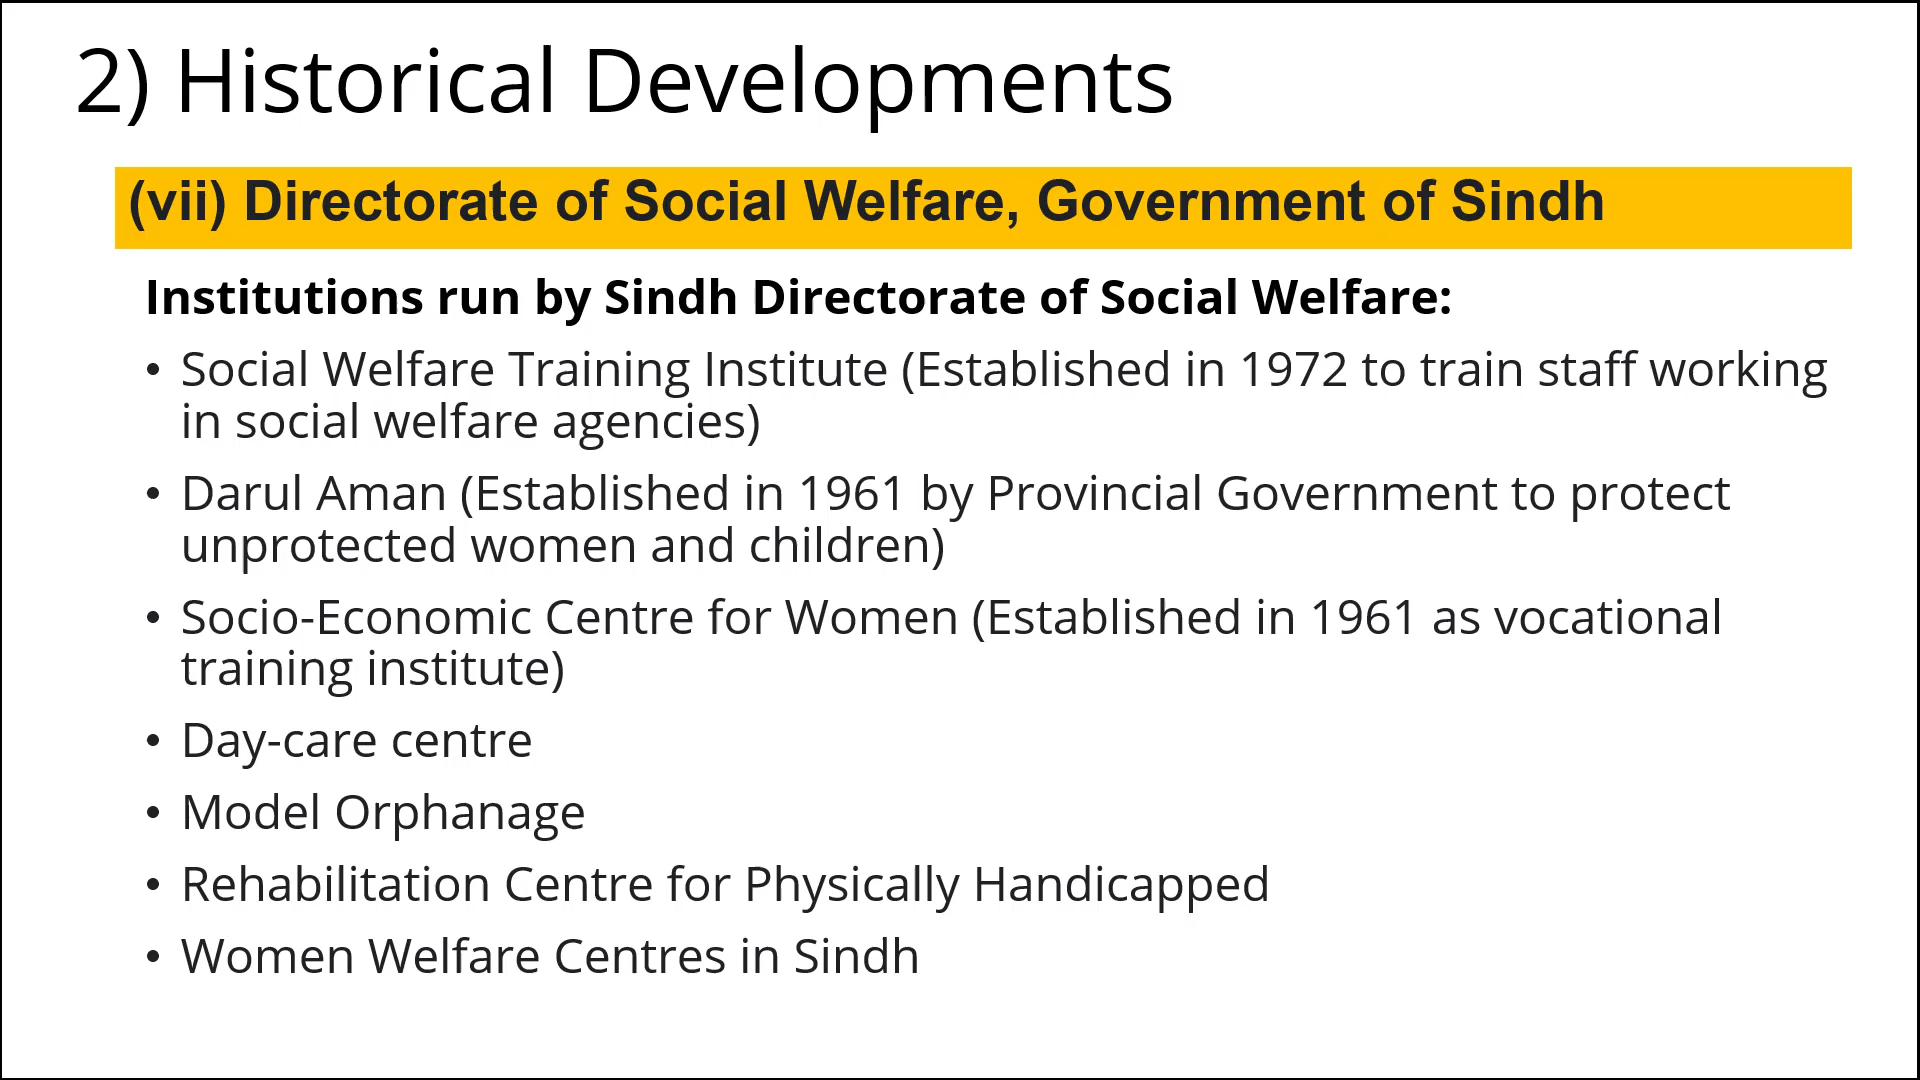 2) Historical Developments
(vii) Directorate of Social Welfare, Government of Sindh
Institutions run by Sindh Directorate of Social Welfare:
• Social Welfare Training Institute (Established in 1972 to train staff working
in social welfare agencies)
• Darul Aman (Established in 1961 by Provincial Government to protect
unprotected women and children)
• Socio-Economic Centre for Women (Established in 1961 as vocational
training institute)
• Day-care centre
• Model Orphanage
• Rehabilitation Centre for Physically Handicapped
• Women Welfare Centres in Sindh